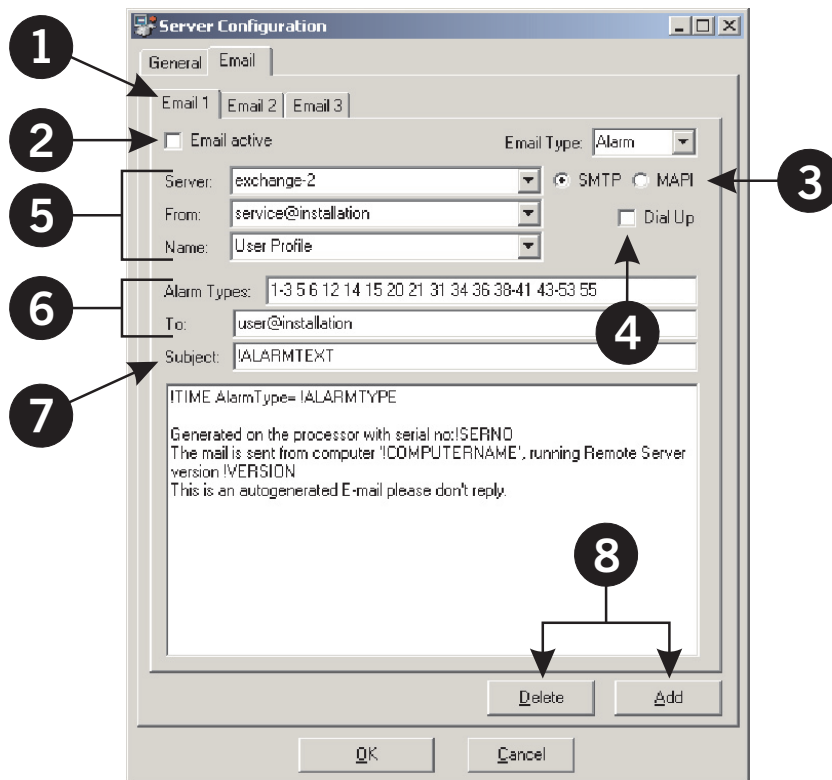 Server Configuration
1
General Email
Email 1 Email 2 Email 3
2
Email active Email Type: Alarm
3
5
Server: exchange-2 SMTP MAPI
From: service@installation Dial Up
Name: User Profile
6
Alarm Types: 1-3 5 6 12 14 15 20 21 31 34 36 38-41 43-53 55
4
To: user@installation
7
Subject: !ALARMTEXT
!TIME AlarmType= !ALARMTYPE
Generated on the processor with serial no:!SERNO
The mail is sent from computer '!COMPUTERNAME', running Remote Server
version !VERSION
This is an autogenerated E-mail please don't reply.
8
Delete Add
OK Cancel